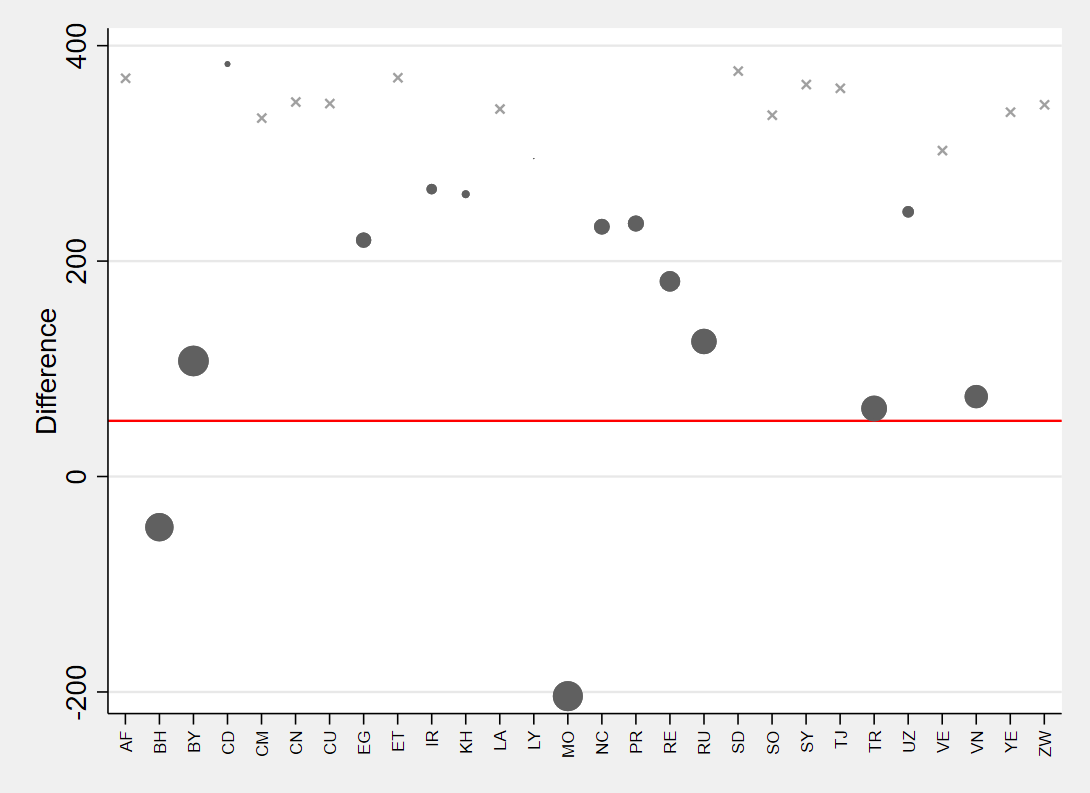 Difference
400
200
0
-200
AF BH BY CD CM CN CU EG ET IR KH LA LY MO NC PR RE RU SD SO SY TJ TR UZ VE VN YE ZW